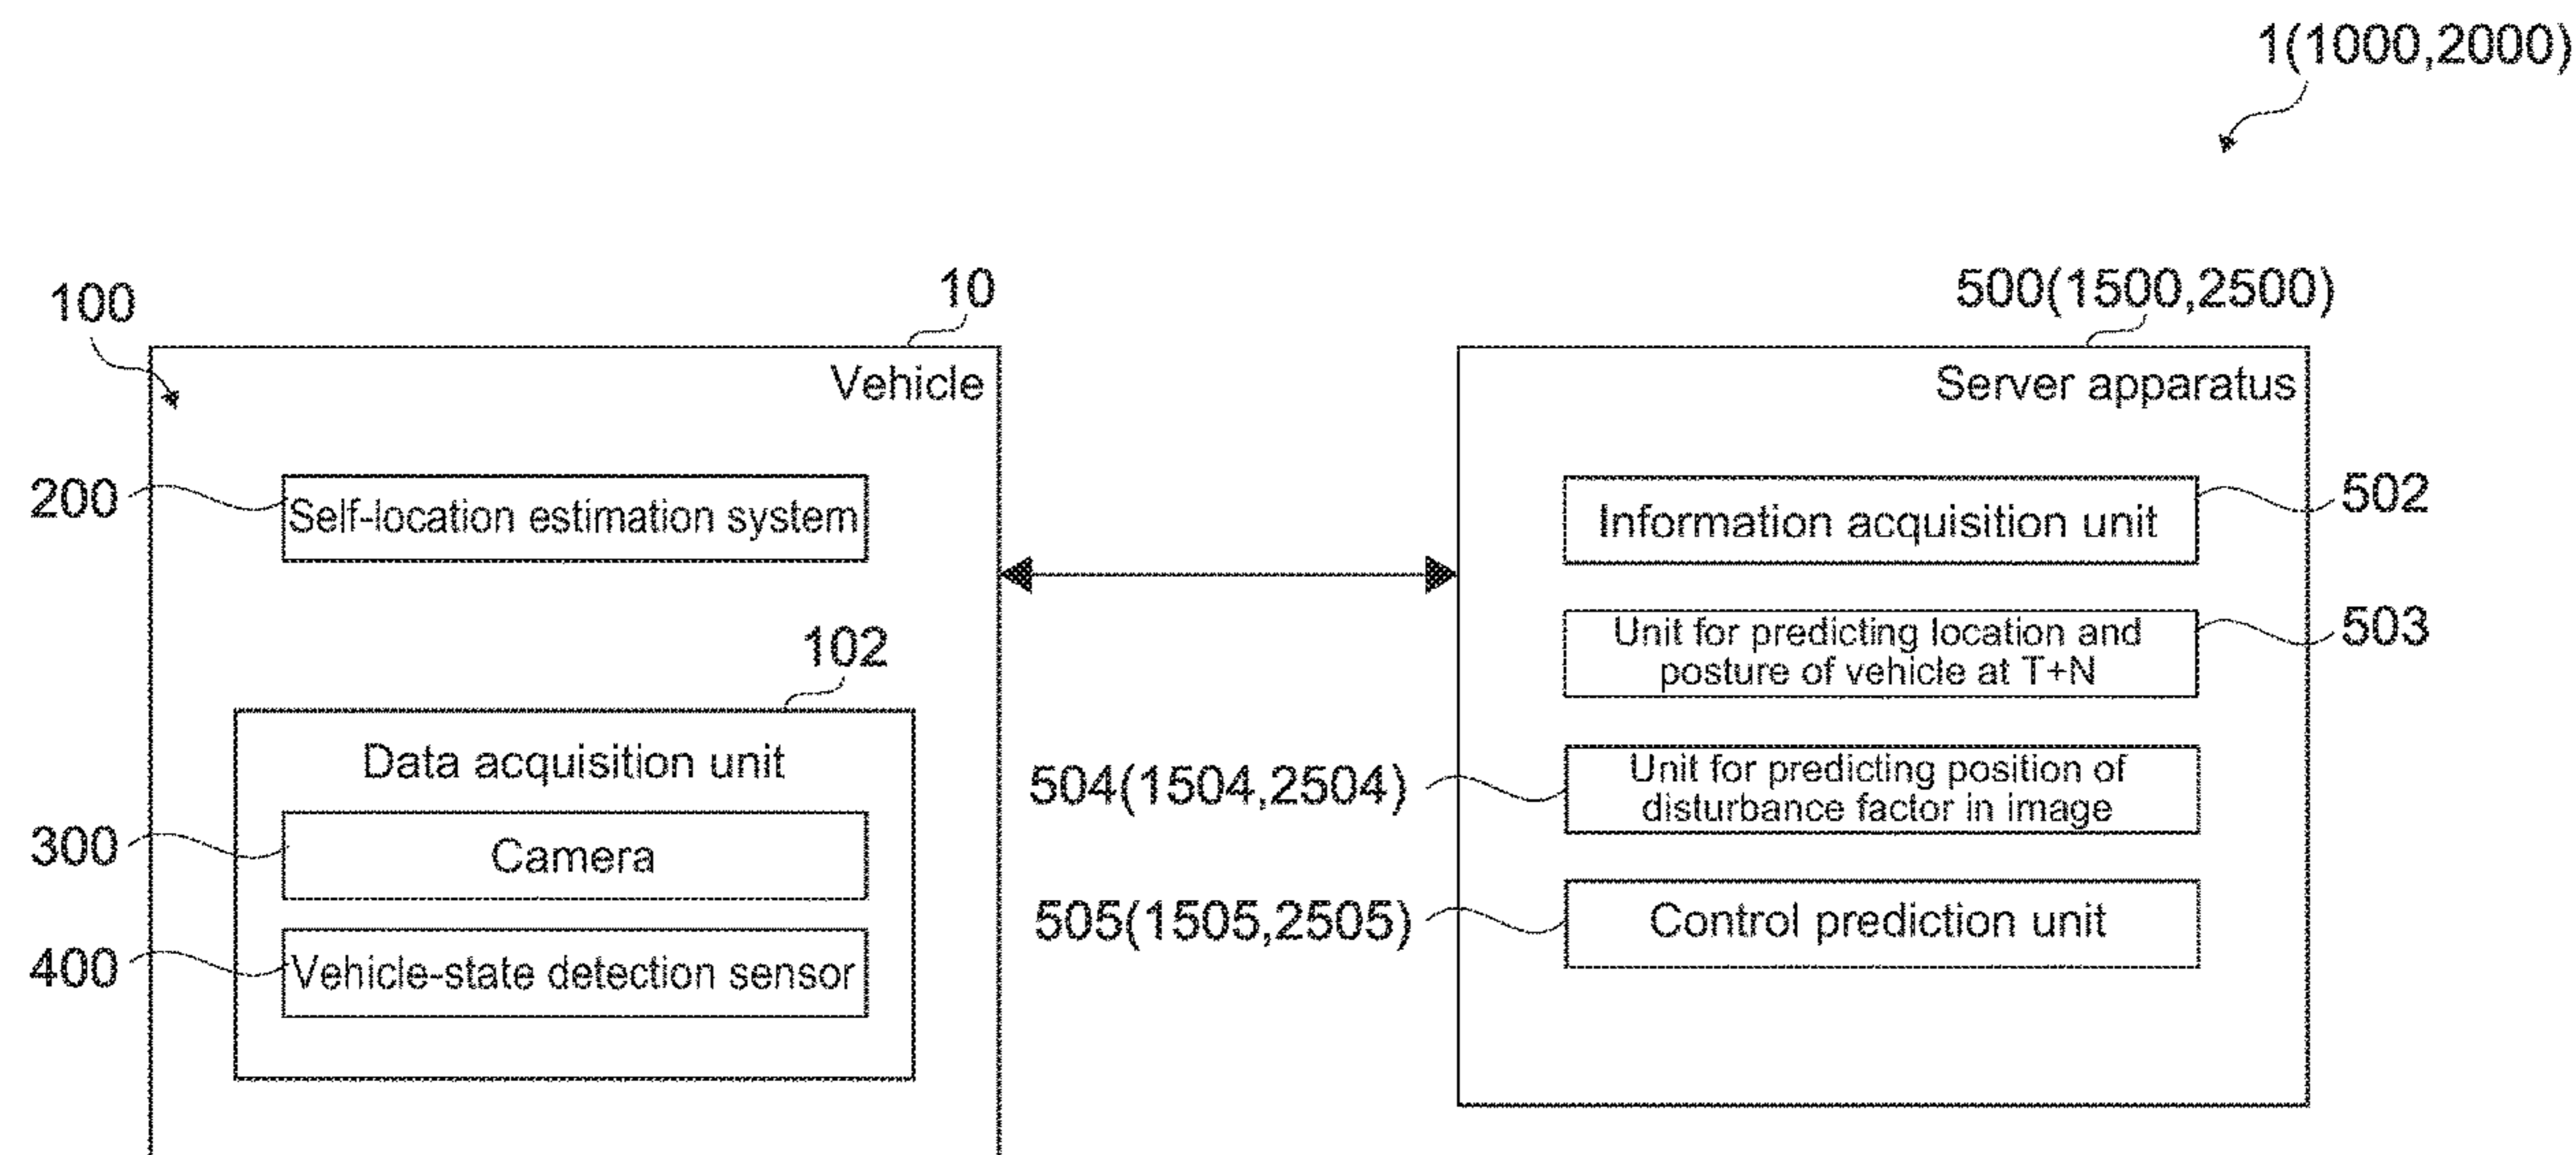 1(1000,2000)
100
10
Vehicle
200
Self-location estimation system
102
Data acquisition unit
300
Camera
400
Vehicle-state detection sensor
500(1500,2500)
Server apparatus
Information acquisition unit
502
Unit for predicting location and
posture of vehicle at T+N
503
504(1504,2504)
Unit for predicting position of
disturbance factor in image
505(1505,2505)
Control prediction unit